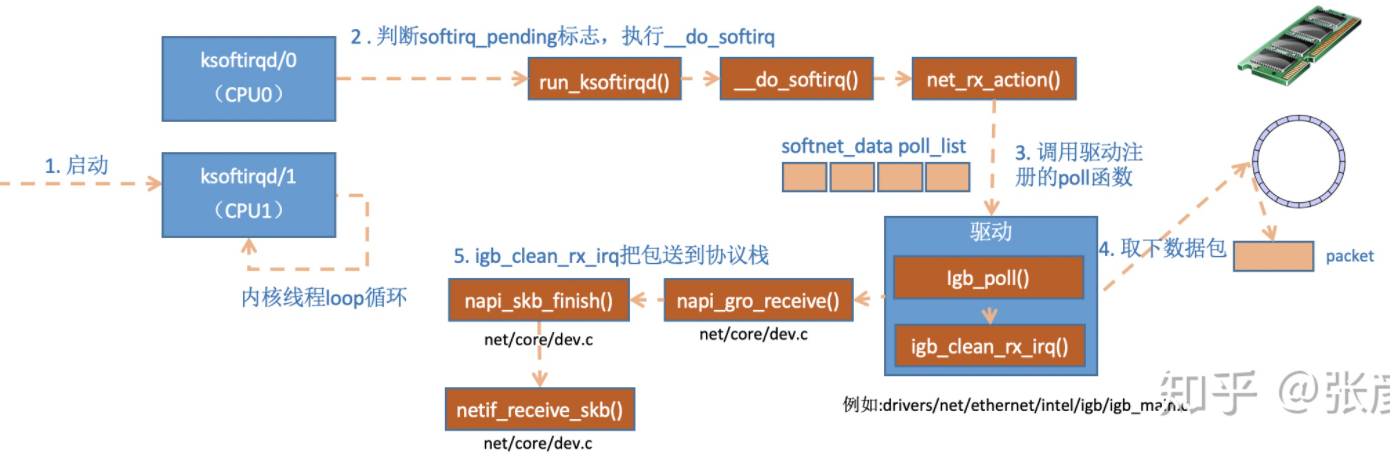 2 . 判断softirq_pending标志，执行__do_softirq
ksoftirqd/0
（CPU0）
run_ksoftirqd()
__do_softirq()
net_rx_action()
1. 启动
ksoftirqd/1
（CPU1）
softnet_data poll_list
3. 调用驱动注
册的poll函数
驱动
4. 取下数据包
packet
Igb_poll()
igb_clean_rx_irq()
5. igb_clean_rx_irq把包送到协议栈
内核线程loop循环
napi_skb_finish()
net/core/dev.c
napi_gro_receive()
net/core/dev.c
netif_receive_skb()
net/core/dev.c
例如:drivers/net/ethernet/intel/igb/igb_main.c
知乎 @张彦